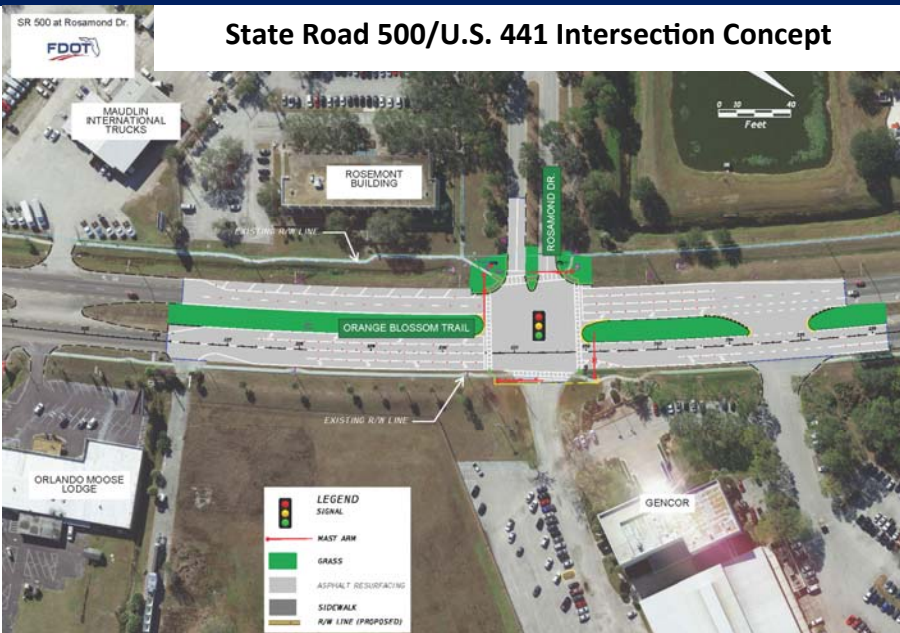 SR 500 at Rosamond Dr.
FDOT
State Road 500/U.S. 441 Intersection Concept
MAUDLIN
INTERNATIONAL
TRUCKS
ROSEMONT
BUILDING
ROSAMOND DR.
0 10 40
Feet
EXISTING R/W LINE
ORANGE BLOSSOM TRAIL
EXISTING R/W LINE
ORLANDO MOOSE
LODGE
GENCOR
LEGEND
SIGNAL
MAST ARM
GRASS
ASPHALT RESURFACING
SIDEWALK
R/W LINE (PROPOSED)